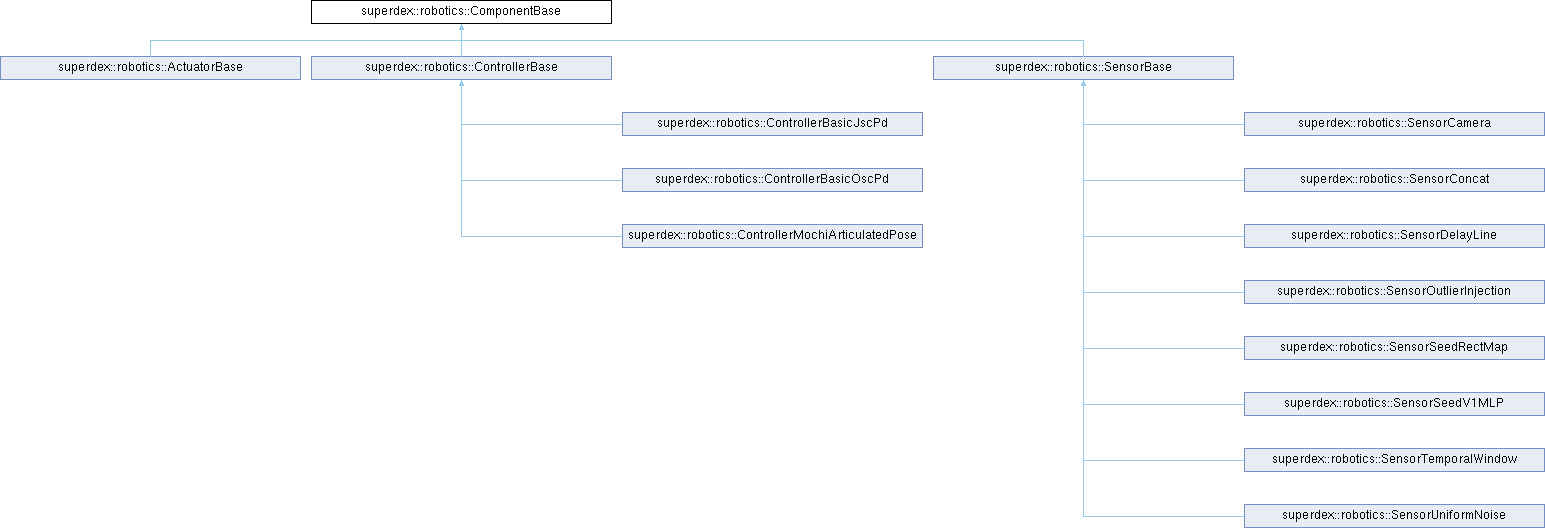 superdex::robotics::ComponentBase
superdex::robotics::ActuatorBase
superdex::robotics::ControllerBase
superdex::robotics::SensorBase
superdex::robotics::ControllerBasicJscPd
superdex::robotics::SensorCamera
superdex::robotics::ControllerBasicOscPd
superdex::robotics::SensorConcat
superdex::robotics::ControllerMochiArticulatedPose
superdex::robotics::SensorDelayLine
superdex::robotics::SensorOutlierInjection
superdex::robotics::SensorSeedRectMap
superdex::robotics::SensorSeedV1MLP
superdex::robotics::SensorTemporalWindow
superdex::robotics::SensorUniformNoise